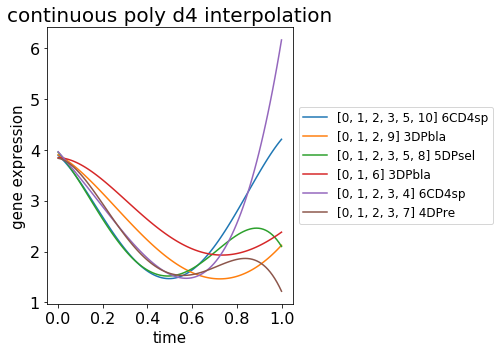 continuous poly d4 interpolation
gene expression
6
5
4
3
2
1
0.0 0.2 0.4 0.6 0.8 1.0
time
[0, 1, 2, 3, 5, 10] 6CD4sp
[0, 1, 2, 9] 3DPbla
[0, 1, 2, 3, 5, 8] 5DPsel
[0, 1, 6] 3DPbla
[0, 1, 2, 3, 4] 6CD4sp
[0, 1, 2, 3, 7] 4DPre